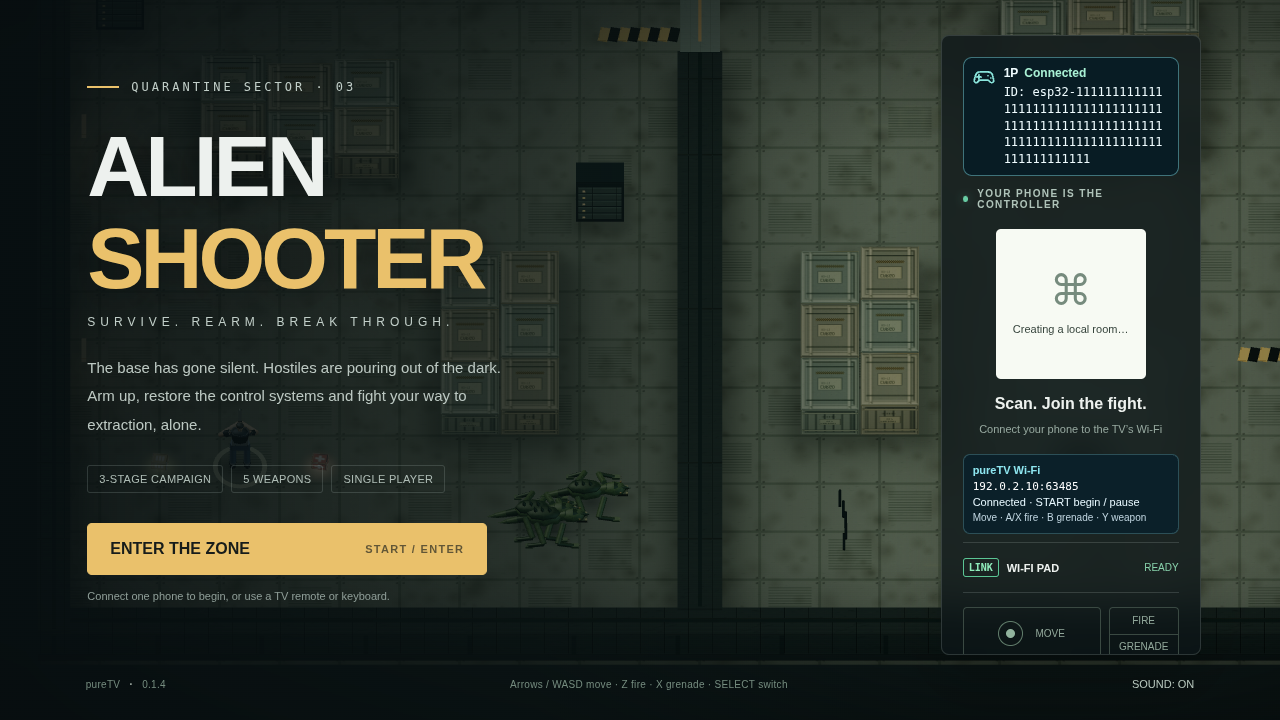 QUARANTINE SECTOR · 03
ALIEN
SHOOTER
SURVIVE. REARM. BREAK THROUGH.
The base has gone silent. Hostiles are pouring out of the dark.
Arm up, restore the control systems and fight your way to
extraction, alone.
3-STAGE CAMPAIGN
5 WEAPONS
SINGLE PLAYER
ENTER THE ZONE
START / ENTER
Connect one phone to begin, or use a TV remote or keyboard.
1P Connected
ID: esp32-111111111111
1111111111111111111111
1111111111111111111111
1111111111111111111111
111111111111
YOUR PHONE IS THE
CONTROLLER
Creating a local room…
Scan. Join the fight.
Connect your phone to the TV's Wi-Fi
pureTV Wi-Fi
192.0.2.10:63485
Connected · START begin / pause
Move · A/X fire · B grenade · Y weapon
LINK WI-FI PAD READY
MOVE
FIRE
GRENADE
pureTV · 0.1.4
Arrows / WASD move · Z fire · X grenade · SELECT switch
SOUND: ON